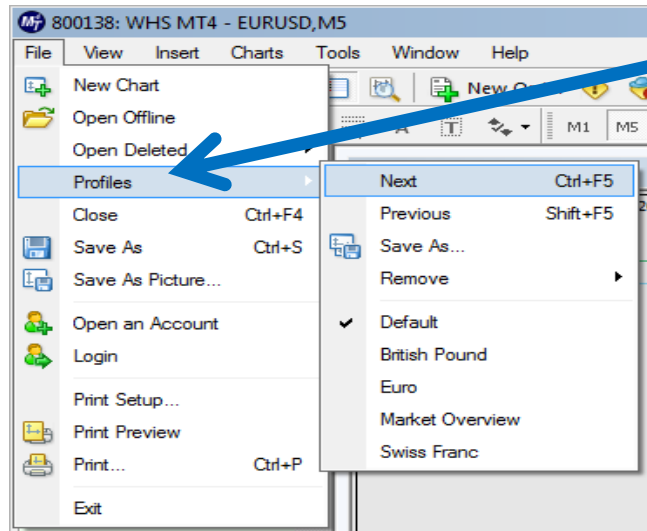 800138: WHS MT4 - EURUSD,M5
File View Insert Charts Tools Window Help
New Chart
New
Open Offline
A T M1 M5
Open Deleted
Profiles
Next Ctrl+F5
Close Ctrl+F4
Previous Shift+F5
Save As Ctrl+S
Save As...
Save As Picture...
Remove
Open an Account
Default
Login
British Pound
Euro
Print Setup...
Market Overview
Print Preview
Swiss Franc
Print... Ctrl+P
Exit